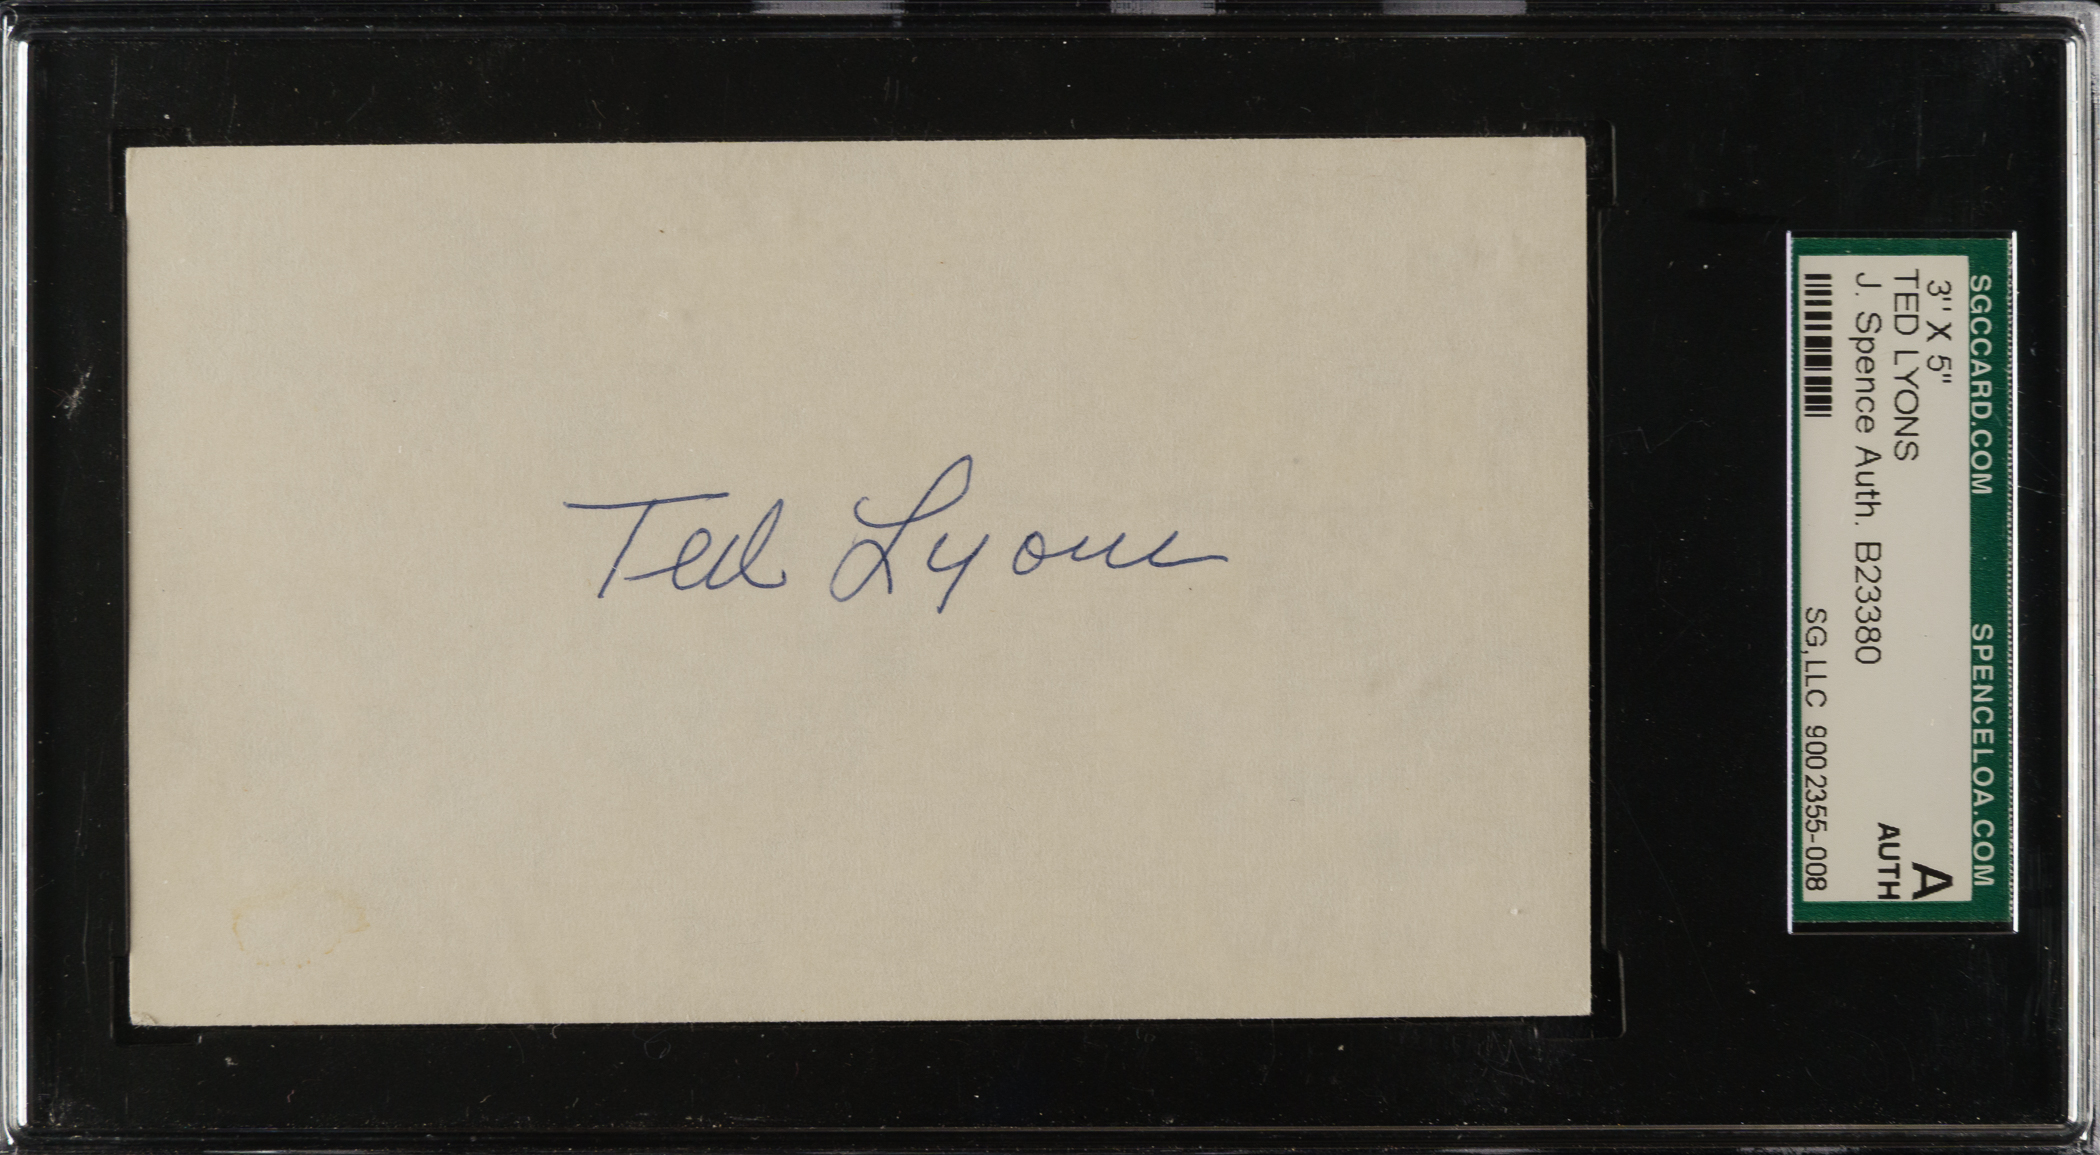 Ted Lyons
SGCCARD.COM SPENCELOA.COM
3" X 5" A
TED LYONS AUTH
J. Spence Auth. B23380
SG,LLC 9002355-008